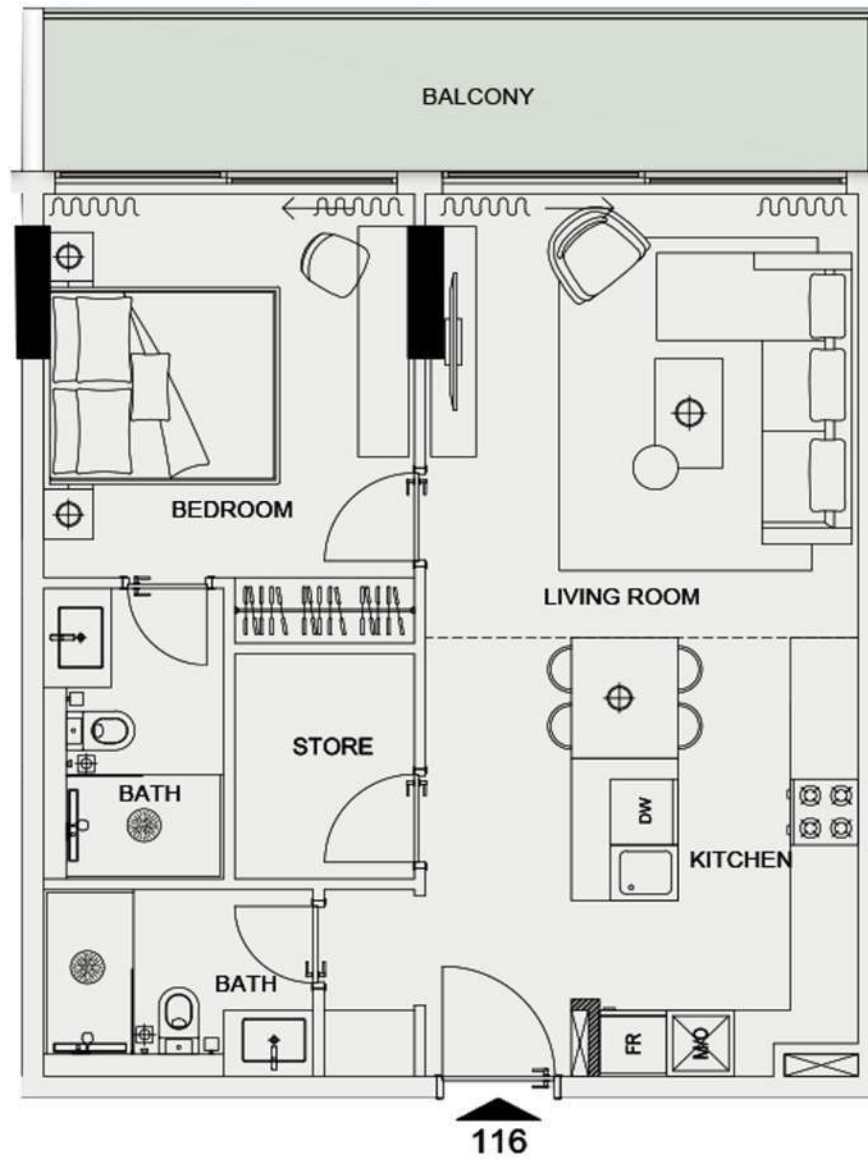 BALCONY
BEDROOM
LIVING ROOM
STORE
BATH
DW
KITCHEN
BATH
FR
M/O
116